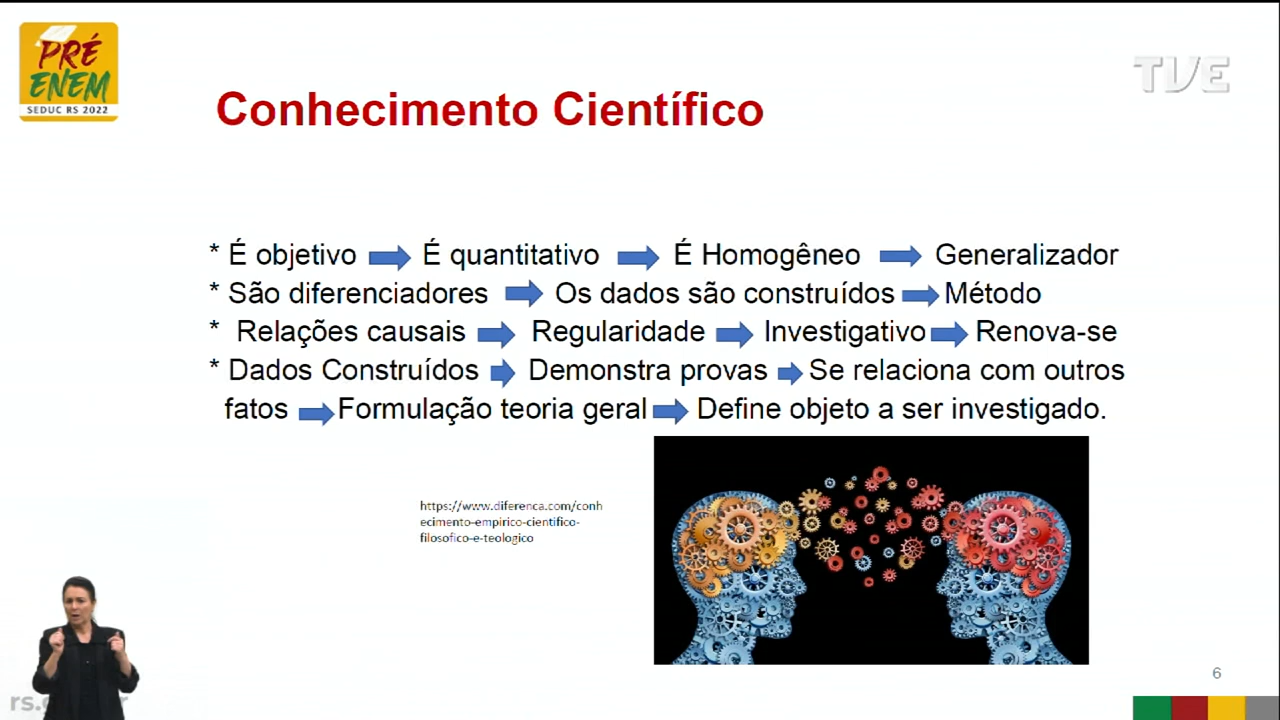 PRÉ
ENEM
SEDUC RS 2022
TVE
Conhecimento Científico
* É objetivo É quantitativo É Homogêneo Generalizador
* São diferenciadores Os dados são construídos Método
* Relações causais Regularidade Investigativo Renova-se
* Dados Construídos Demonstra provas Se relaciona com outros
fatos Formulação teoria geral Define objeto a ser investigado.
https://www.diferenca.com/conh
ecimento-empirico-cientifico-
filosofico-e-teologico
6